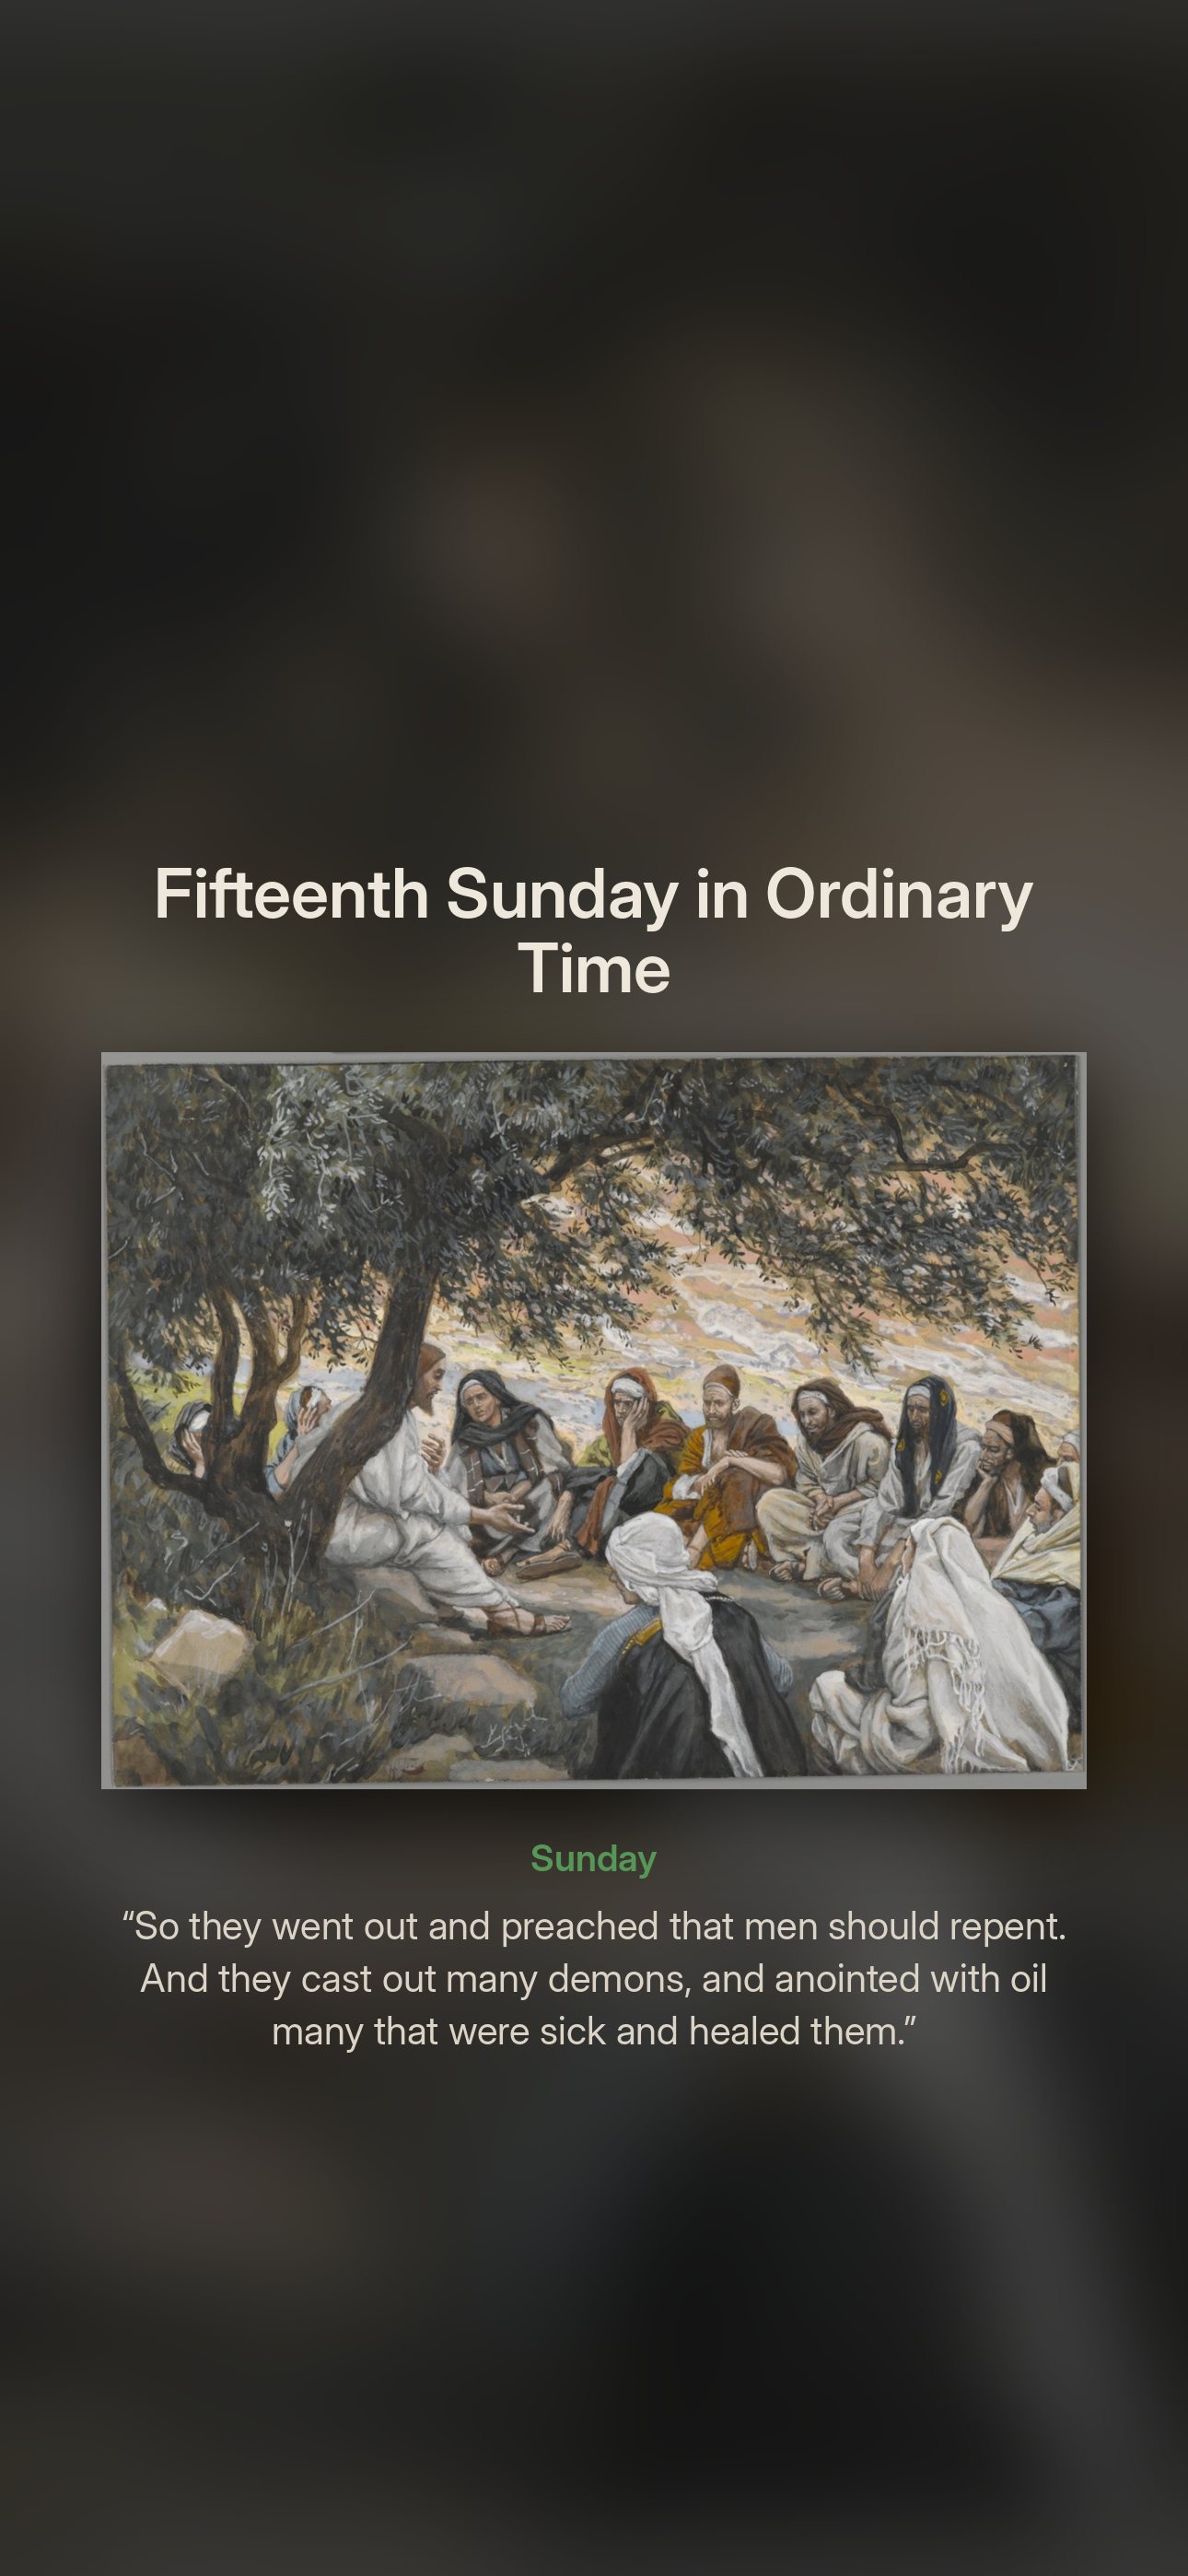 Fifteenth Sunday in Ordinary
Time
Sunday
“So they went out and preached that men should repent.
And they cast out many demons, and anointed with oil
many that were sick and healed them.”